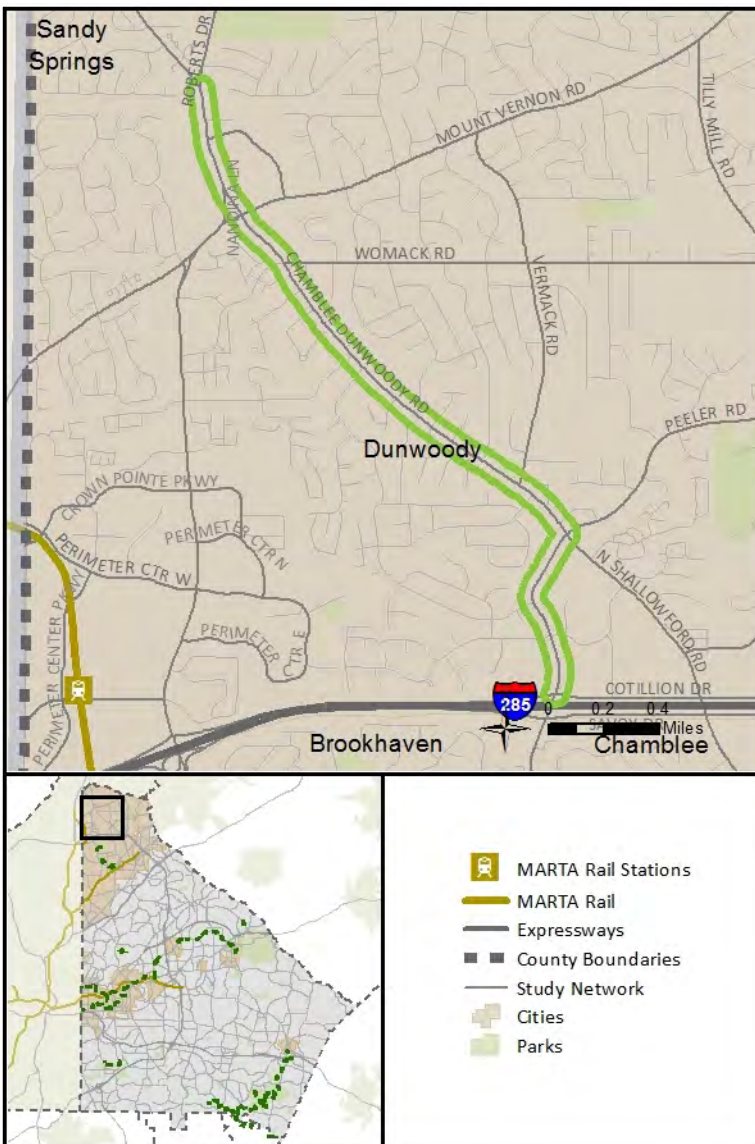 Sandy
Springs
ROBERTS DR
MOUNT VERNON RD
TILLY MILL RD
NANDINA LN
WOMACK RD
CHAMBLEE DUNWOODY RD
VERMACK RD
PEELER RD
Dunwoody
CROWN POINTE PKWY
PERIMETER CTR N
PERIMETER CTR W
N SHALLOWFORD RD
PERIMETER CENTER PKWY
PERIMETER
CTR E
COTILLION DR
285
0 0.2 0.4
SAVOY DR
Miles
Brookhaven
Chamblee
MARTA Rail Stations
MARTA Rail
Expressways
County Boundaries
Study Network
Cities
Parks